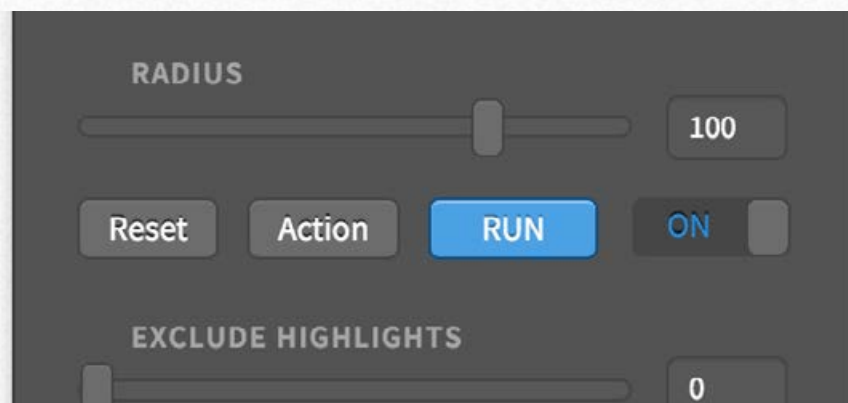 RADIUS
100
Reset Action RUN ON
EXCLUDE HIGHLIGHTS
0